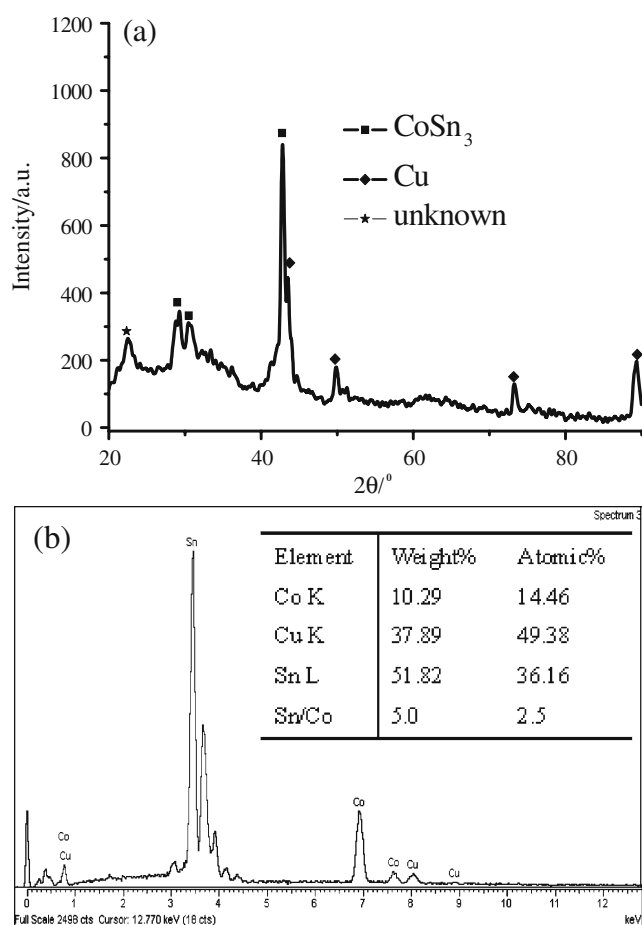 (a)
1200
1000
800
600
400
200
0
Intensity/a.u.
CoSn3
Cu
unknown
20 40 60 80
2θ/°
(b)
Spectrum 3
Sn
Element Weight% Atomic%
Co K 10.29 14.46
Cu K 37.89 49.38
Sn L 51.82 36.16
Sn/Co 5.0 2.5
Co
Cu
Co
Co
Cu
Cu
0 1 2 3 4 5 6 7 8 9 10 11 12
Full Scale 2498 cts Cursor: 12.770 keV (18 cts) keV